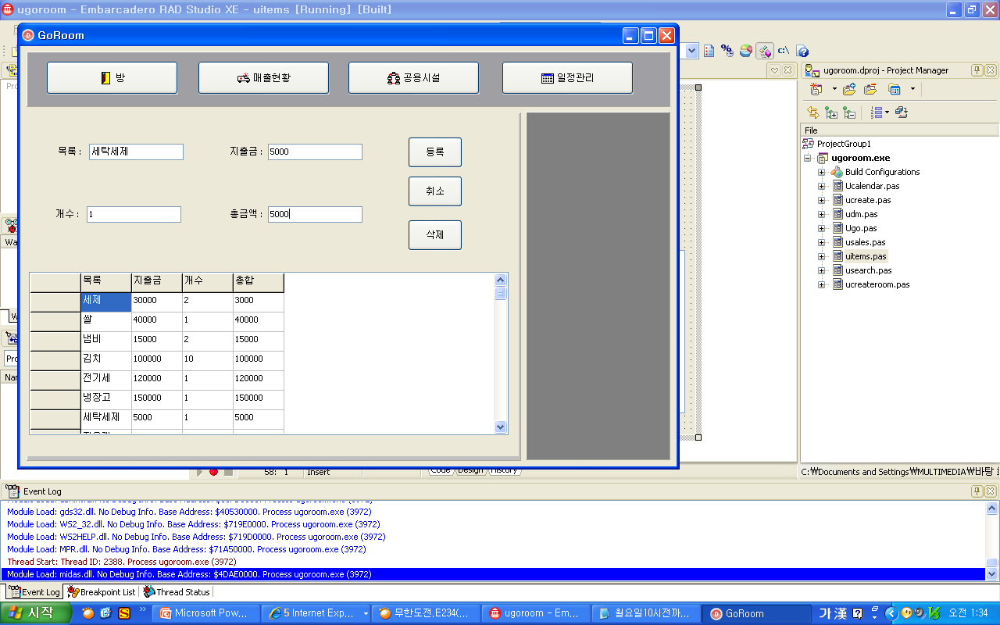 ugoroom - Embarcadero RAD Studio XE - uitems [Running] [Built]
GoRoom
방
매출현황
공용시설
일정관리
목록 :
세탁세제
지출금 :
5000
등록
취소
개수 :
1
총금액 :
5000
삭제
목록 지출금 개수 총합
세제 30000 2 3000
쌀 40000 1 40000
냄비 15000 2 15000
김치 100000 10 100000
전기세 120000 1 120000
냉장고 150000 1 150000
세탁세제 5000 1 5000
C:\
ugoroom.dproj - Project Manager
File
ProjectGroup1
ugoroom.exe
Build Configurations
Ucalendar.pas
ucreate.pas
udm.pas
Ugo.pas
usales.pas
uitems.pas
usearch.pas
ucreateroom.pas
58: 1
Insert
Code
Design
History
C:₩Documents and Settings₩MULTIMEDIA₩바탕
Event Log
Module Load: gds32.dll. No Debug Info. Base Address: $40530000. Process ugoroom.exe (3972)
Module Load: WS2_32.dll. No Debug Info. Base Address: $719E0000. Process ugoroom.exe (3972)
Module Load: WS2HELP.dll. No Debug Info. Base Address: $719D0000. Process ugoroom.exe (3972)
Module Load: MPR.dll. No Debug Info. Base Address: $71A50000. Process ugoroom.exe (3972)
Thread Start: Thread ID: 2388. Process ugoroom.exe (3972)
Module Load: midas.dll. No Debug Info. Base Address: $4DAE0000. Process ugoroom.exe (3972)
Event Log
Breakpoint List
Thread Status
시작
Microsoft Pow...
5 Internet Exp...
무한도전,E234(...
ugoroom - Em...
월요일10시전까...
GoRoom
가 漢
오전 1:34